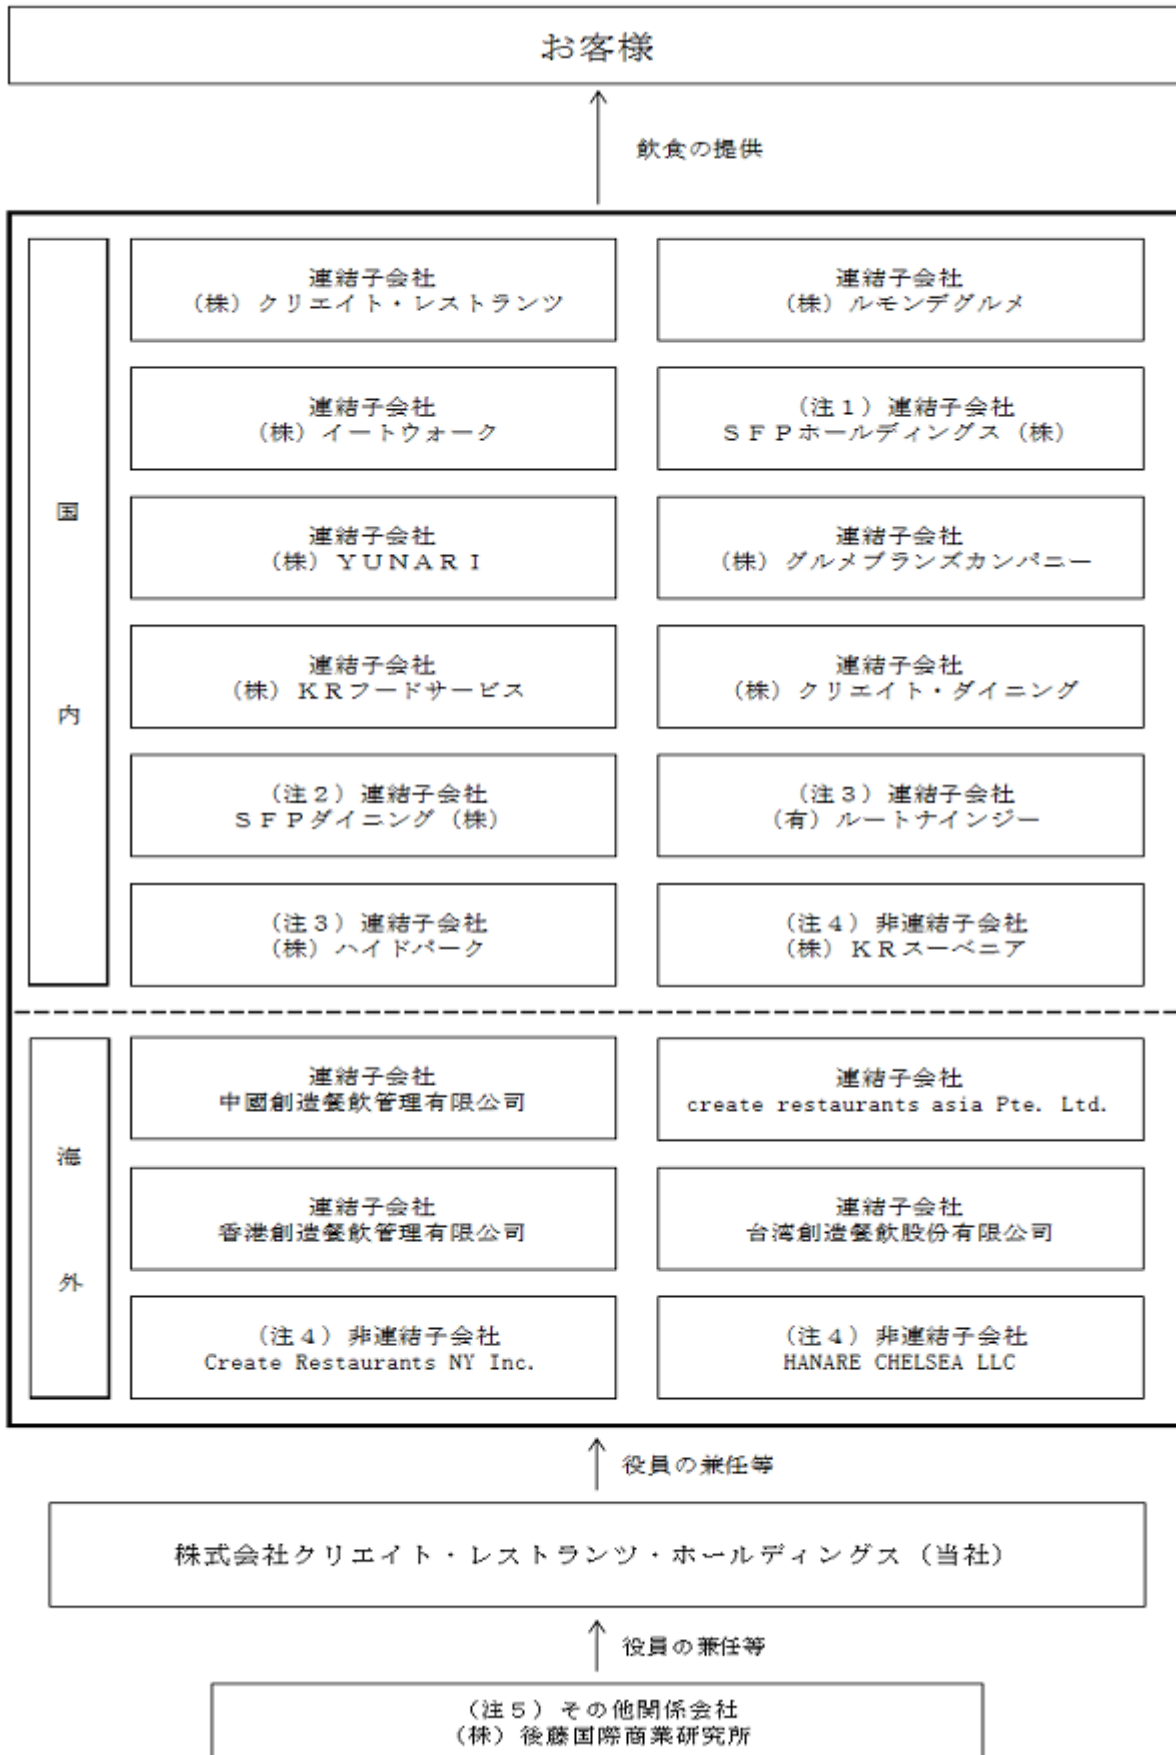 お客様
飲食の提供
国内
連結子会社
(株)クリエイト・レストランツ
連結子会社
(株)ルモンデグルメ
連結子会社
(株)イートウォーク
(注1)連結子会社
SFPホールディングス(株)
連結子会社
(株)YUNARI
連結子会社
(株)グルメブランズカンパニー
連結子会社
(株)KRフードサービス
連結子会社
(株)クリエイト・ダイニング
(注2)連結子会社
SFPダイニング(株)
(注3)連結子会社
(有)ルートナインジー
(注3)連結子会社
(株)ハイドパーク
(注4)非連結子会社
(株)KRスーベニア
海外
連結子会社
中國創造餐飲管理有限公司
連結子会社
create restaurants asia Pte. Ltd.
連結子会社
香港創造餐飲管理有限公司
連結子会社
台湾創造餐飲股份有限公司
(注4)非連結子会社
Create Restaurants NY Inc.
(注4)非連結子会社
HANARE CHELSEA LLC
役員の兼任等
株式会社クリエイト・レストランツ・ホールディングス(当社)
役員の兼任等
(注5)その他関係会社
(株)後藤国際商業研究所